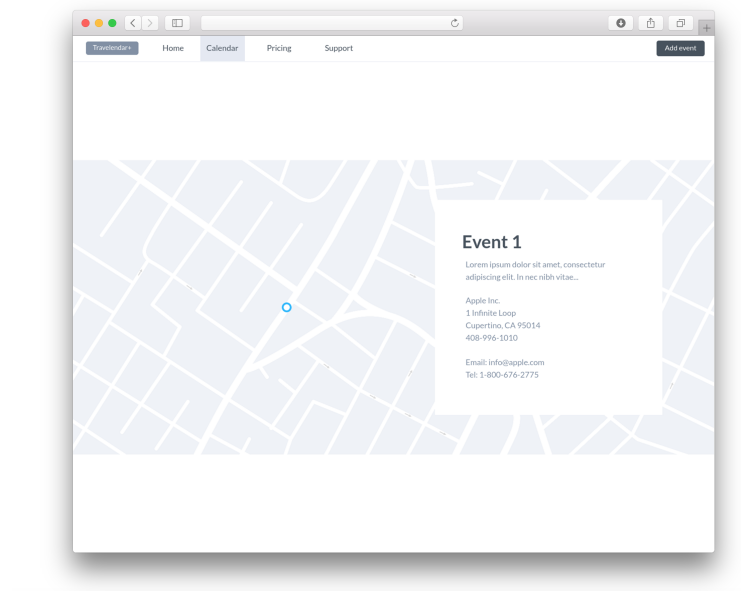 Travelendar+
Home
Calendar
Pricing
Support
Add event
Event 1
Lorem ipsum dolor sit amet, consectetur
adipiscing elit. In nec nibh vitae...
Apple Inc.
1 Infinite Loop
Cupertino, CA 95014
408-996-1010
Email: info@apple.com
Tel: 1-800-676-2775